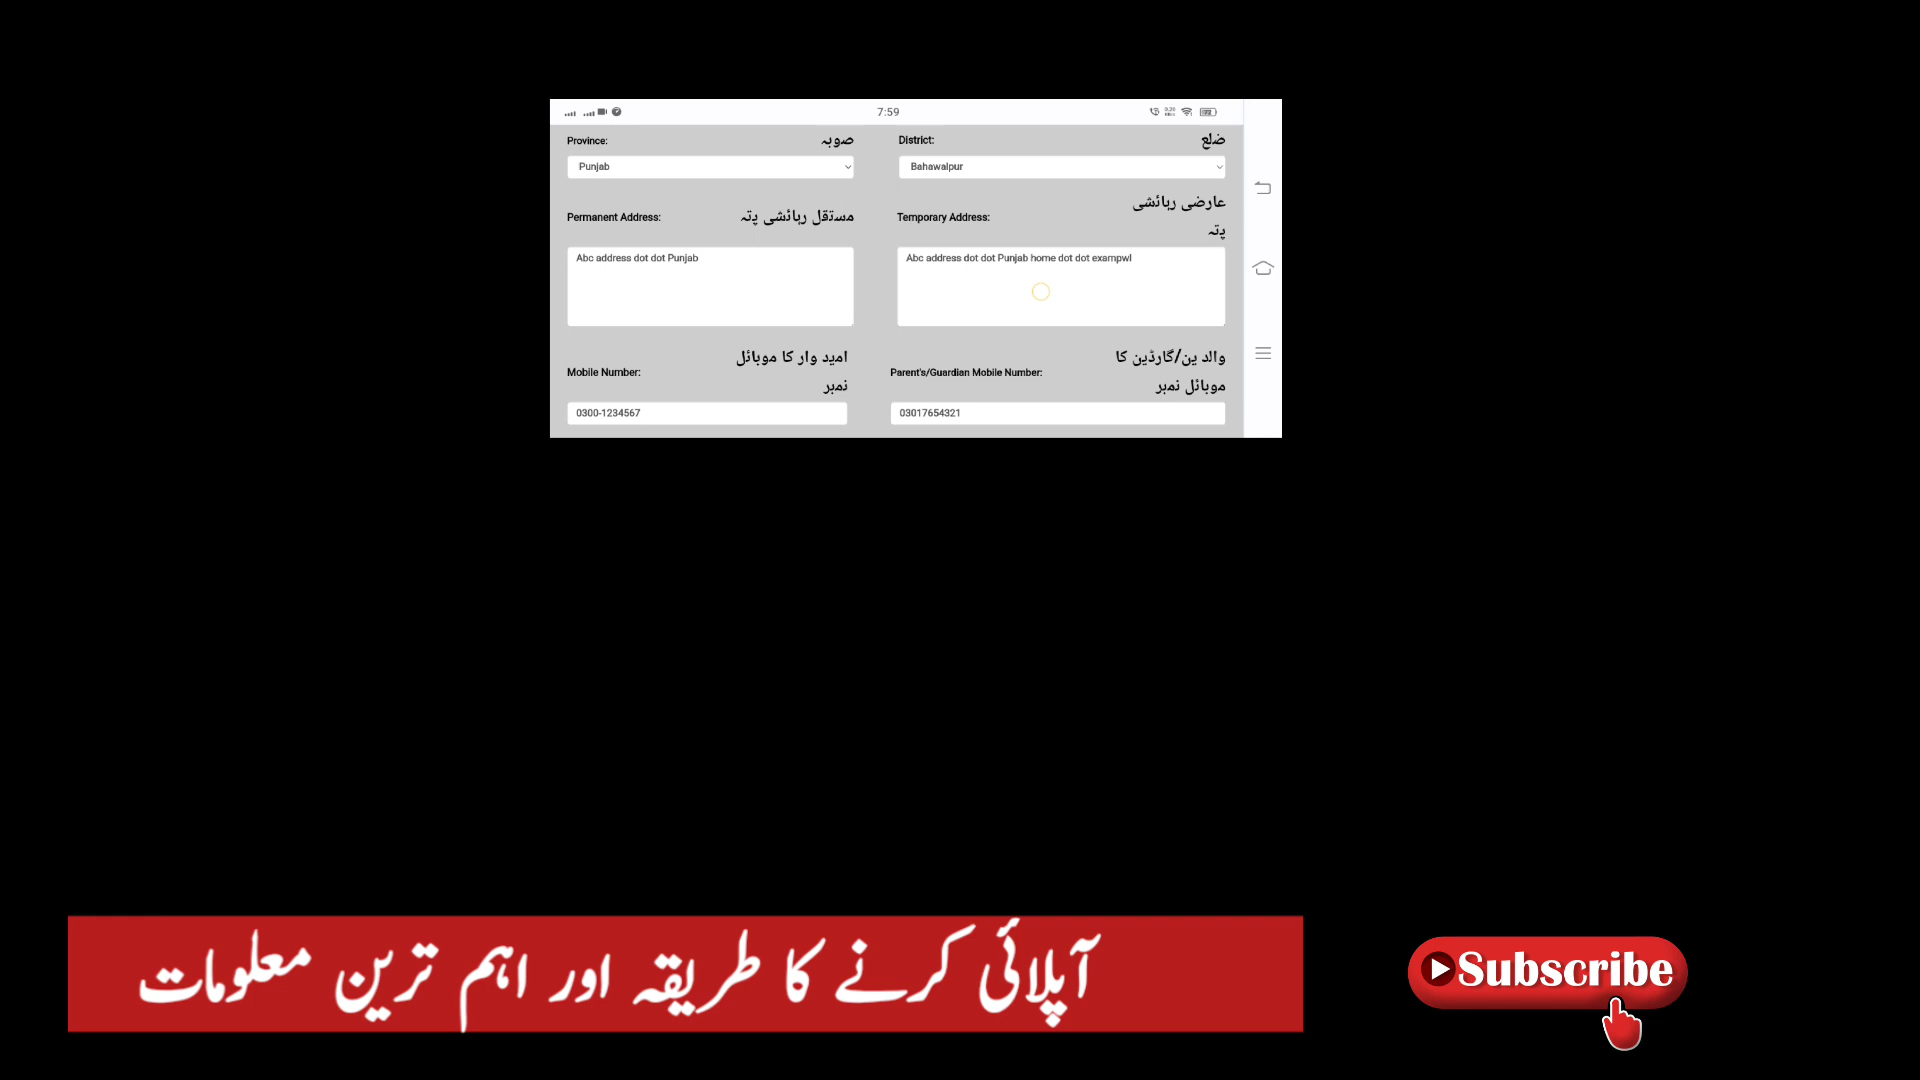 7:59
Province: صوبہ
District: ضلع
Punjab
Bahawalpur
Permanent Address: مستقل رہائشی پتہ
Temporary Address: عارضی رہائشی
پتہ
Abc address dot dot Punjab
Abc address dot dot Punjab home dot dot exampwl
Mobile Number: امید وار کا موبائل
نمبر
Parent's/Guardian Mobile Number: والد ین/گارڈین کا
موبائل نمبر
0300-1234567
03017654321
آپلائی کرنے کا طریقہ اور اہم ترین معلومات
Subscribe